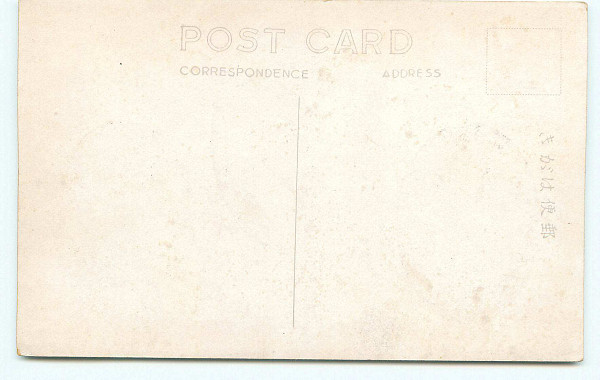 POST CARD
CORRESPONDENCE ADDRESS
きがは便郵